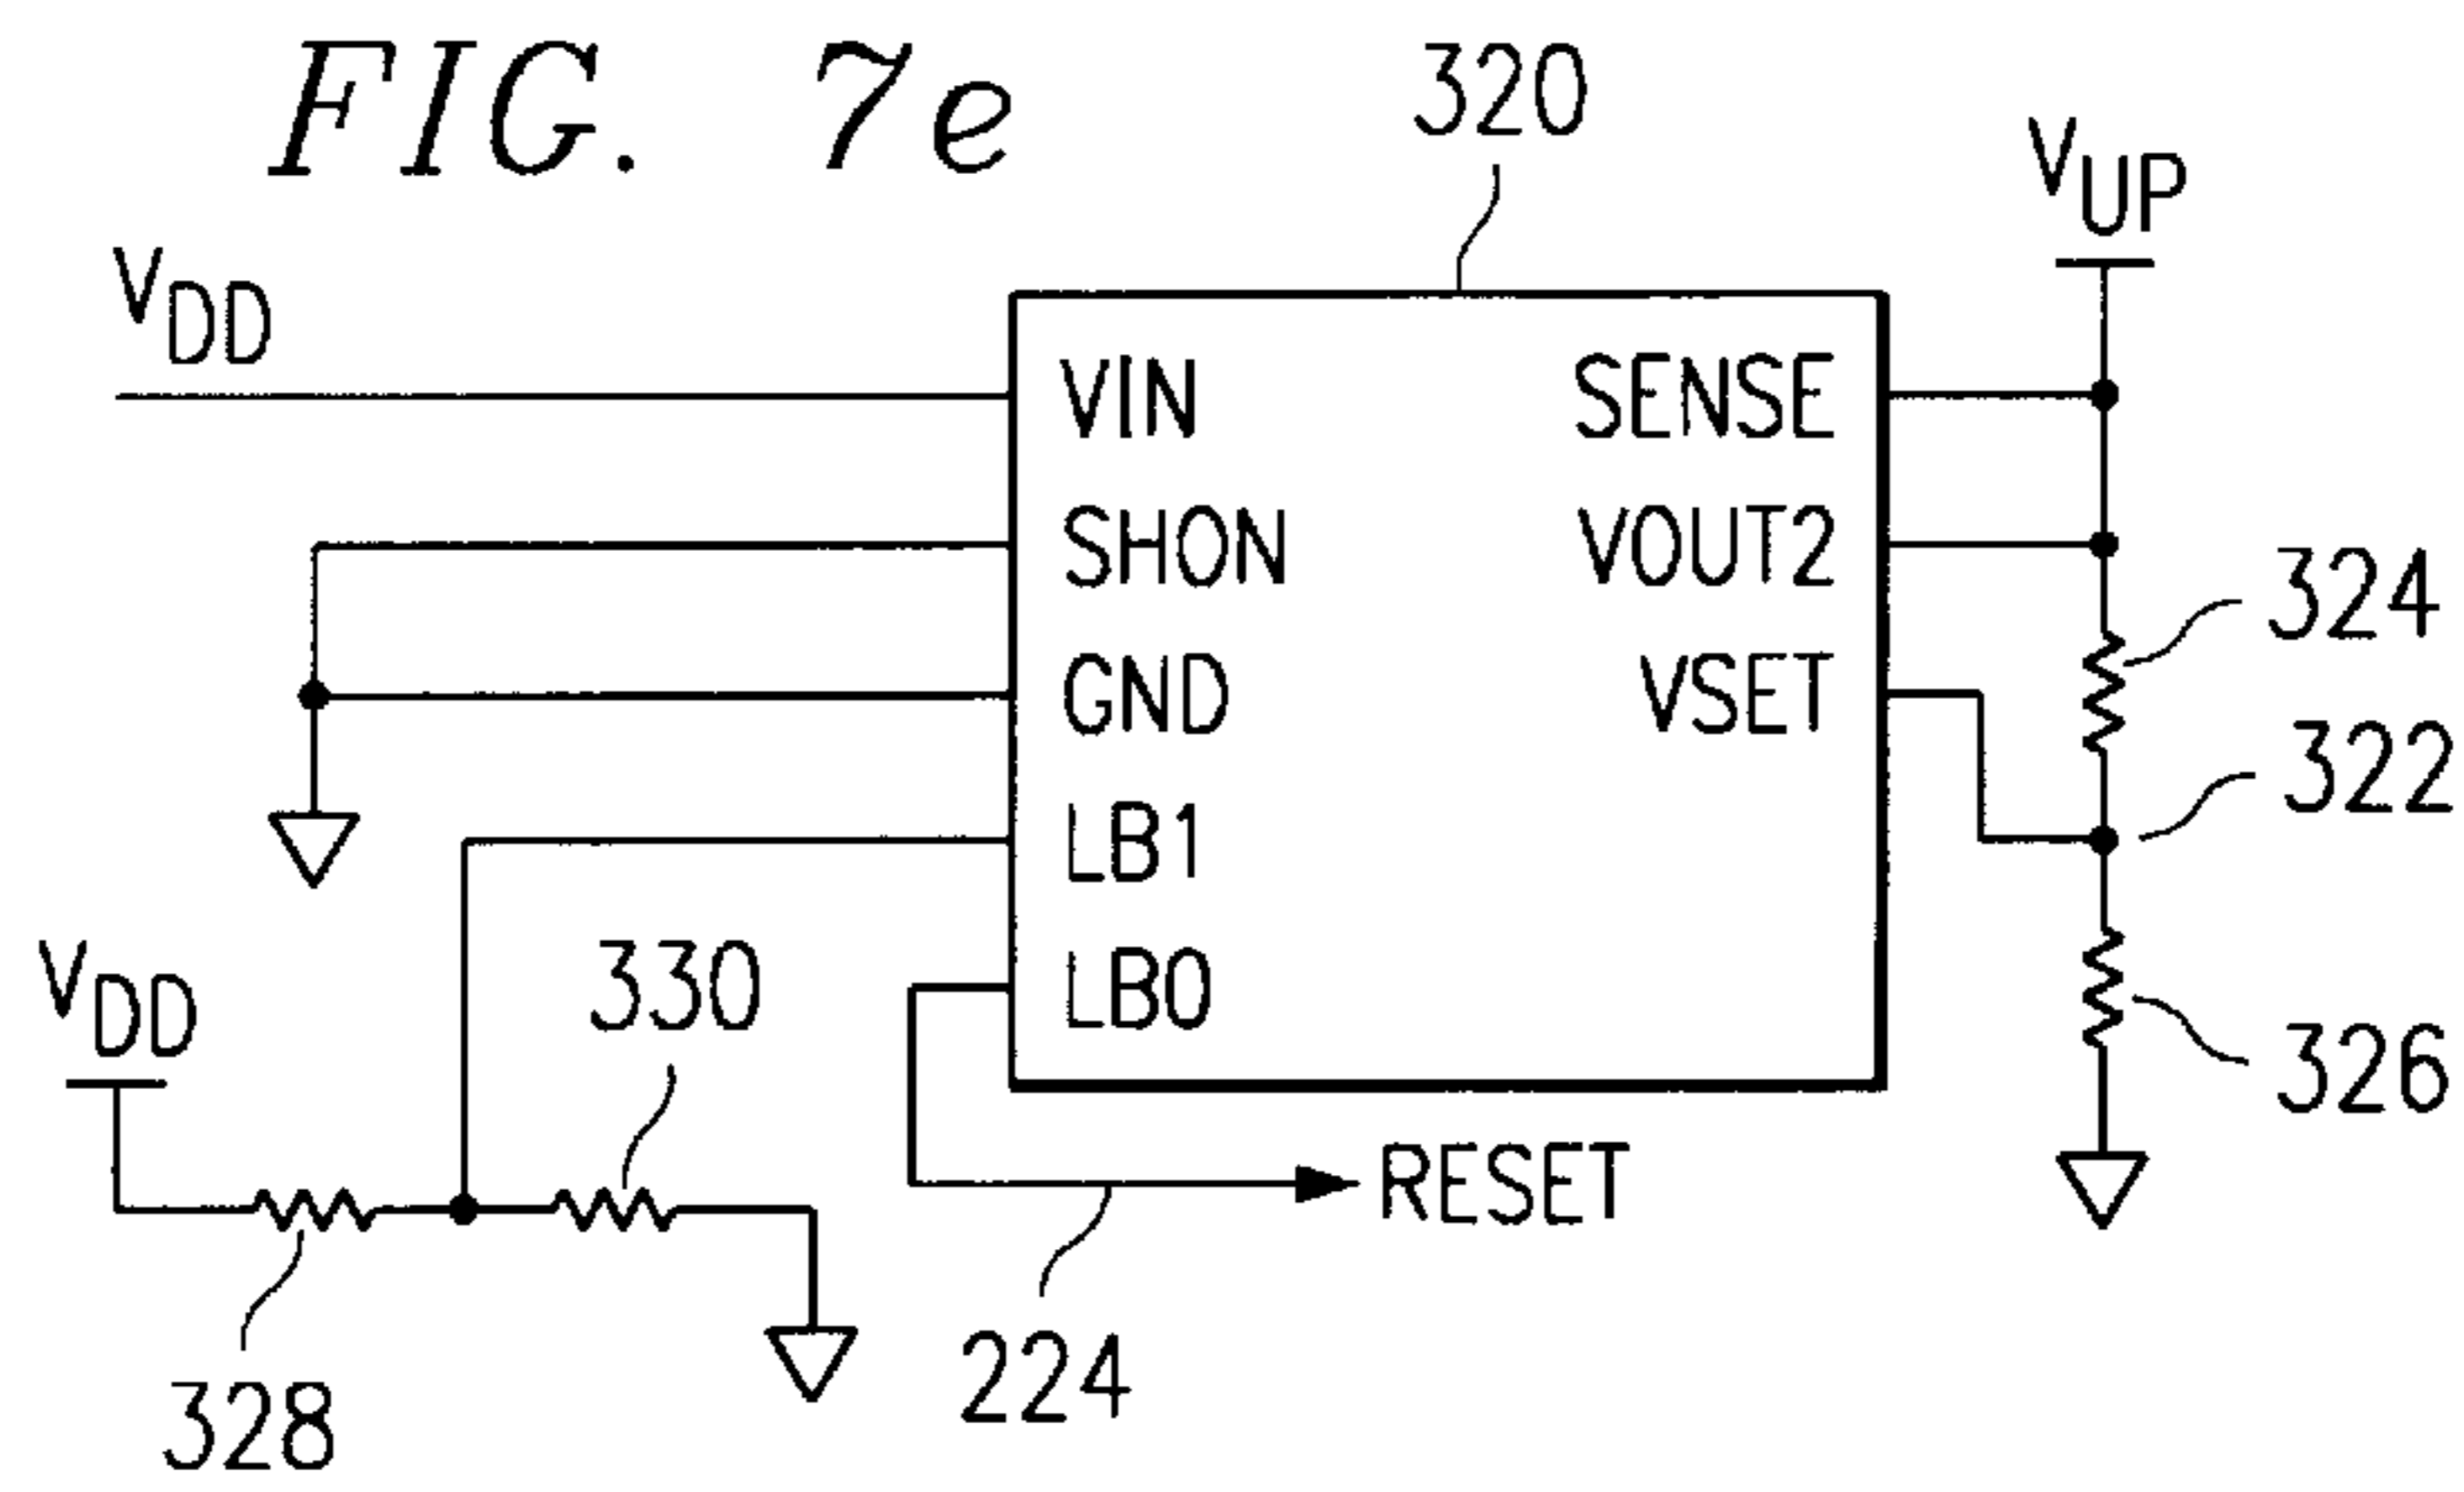 FIG. 7e
320
VUP
VDD
VIN
SENSE
SHON
VOUT2
324
GND
VSET
322
LB1
VDD
330
LB0
326
RESET
224
328